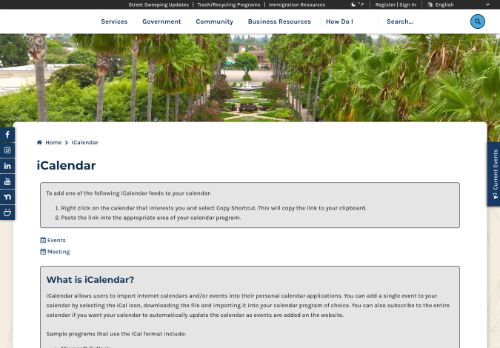 Street Sweeping Updates | Trash/Recycling Programs | Immigration Resources
° F
Register | Sign In
English
Services
Government
Community
Business Resources
How Do I
Search...
Current Events
Home
iCalendar
iCalendar
To add one of the following iCalendar feeds to your calendar:
1. Right click on the calendar that interests you and select Copy Shortcut. This will copy the link to your clipboard.
2. Paste the link into the appropriate area of your calendar program.
Events
Meeting
What is iCalendar?
iCalendar allows users to import internet calendars and/or events into their personal calendar applications. You can add a single event to your
calendar by selecting the iCal icon, downloading the file and importing it into your calendar program of choice. You can also subscribe to the entire
calendar if you want your calendar to automatically update the calendar as events are added on the website.
Sample programs that use the iCal format include: